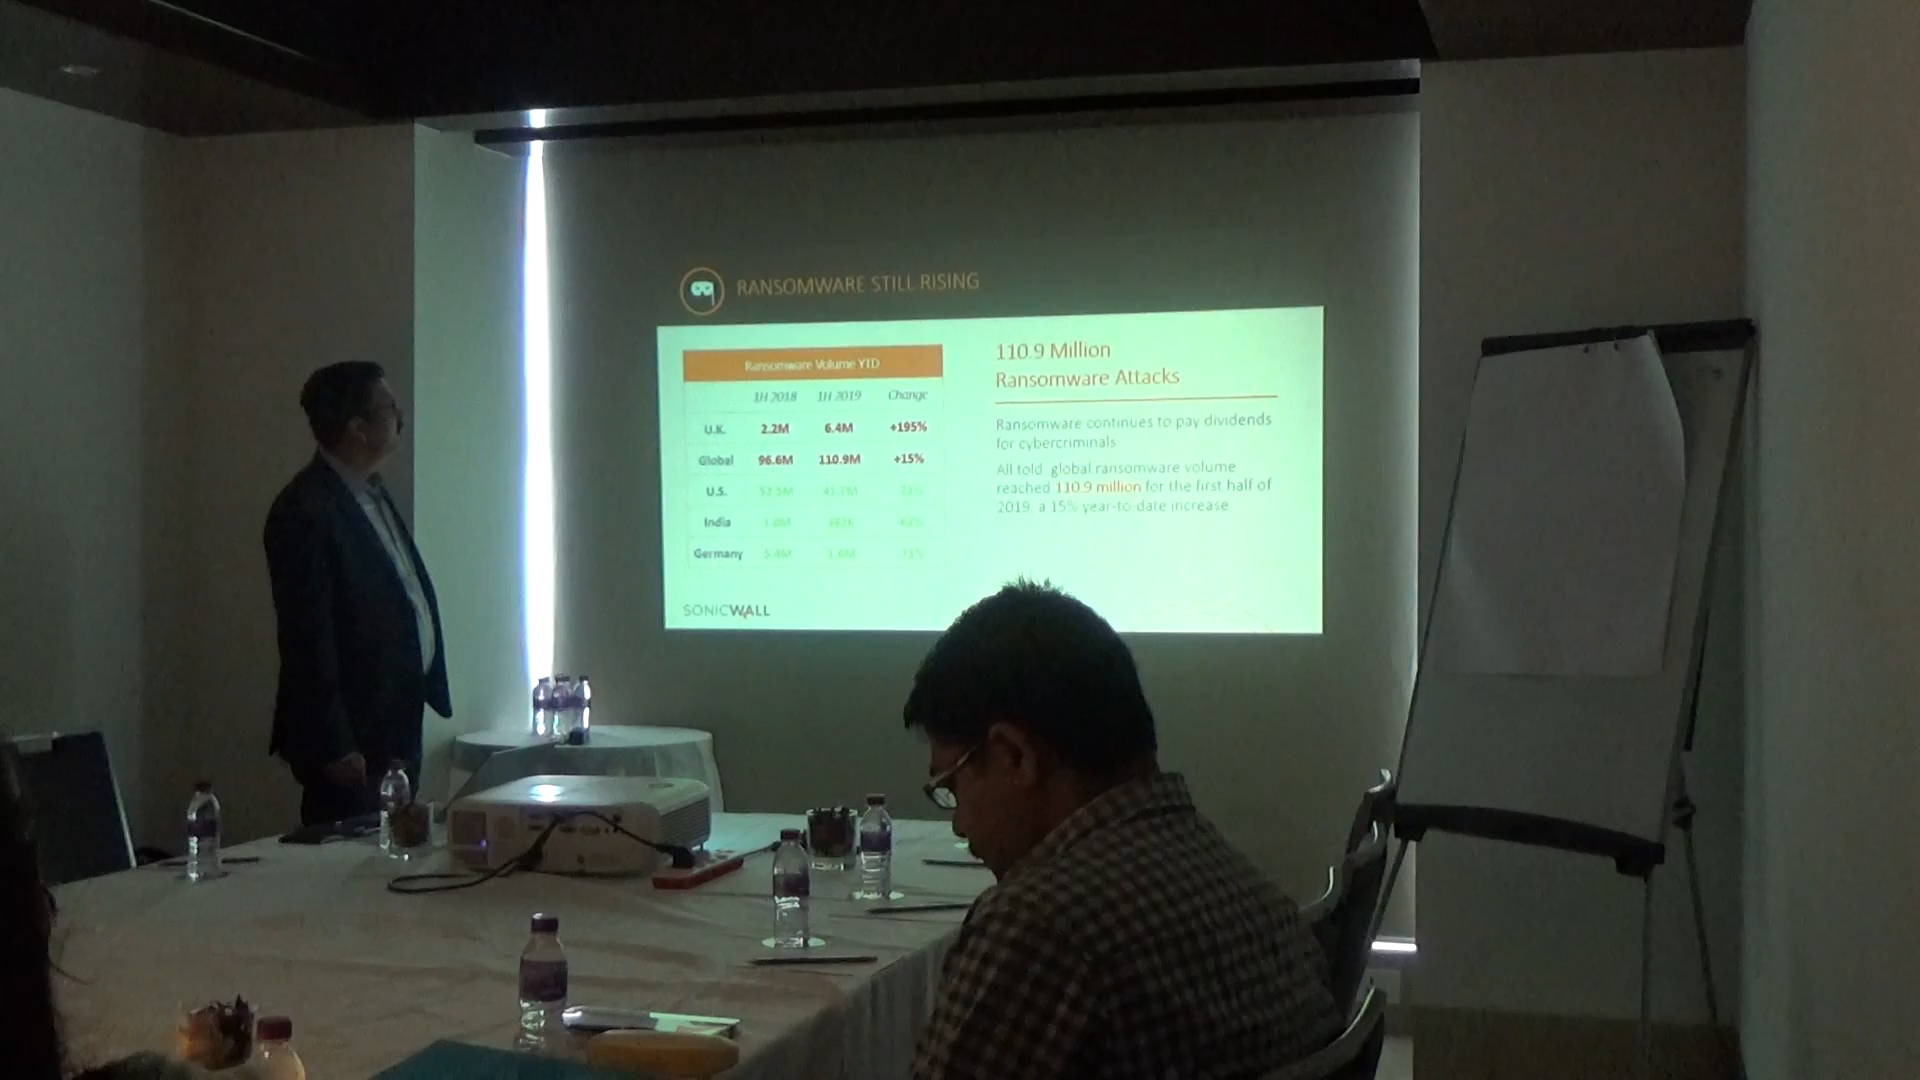 RANSOMWARE STILL RISING
Ransomware Volume YTD
1H 2018 1H 2019 Change
U.K. 2.2M 6.4M +195%
Global 96.6M 110.9M +15%
U.S.
India
Germany 5.4M
SONICWALL
110.9 Million
Ransomware Attacks
Ransomware continues to pay dividends
for cybercriminals
All told global ransomware volume
reached 110.9 million for the first half of
2019 a 15% year-to-date increase